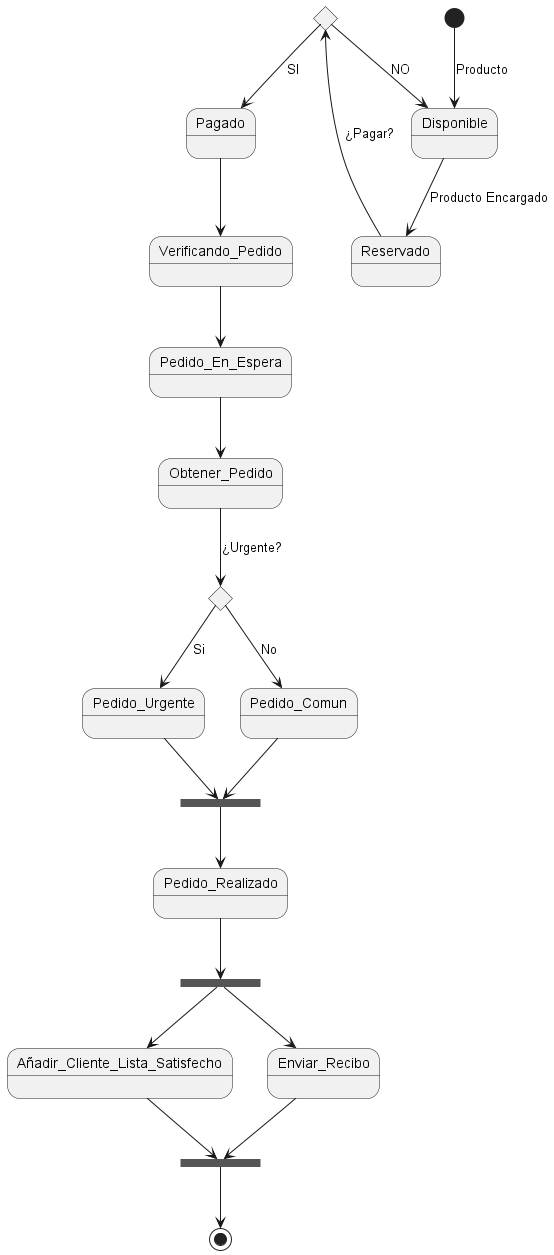 SI
NO
Producto
Pagado
Disponible
¿Pagar?
Producto Encargado
Verificando_Pedido
Reservado
Pedido_En_Espera
Obtener_Pedido
¿Urgente?
Si
No
Pedido_Urgente
Pedido_Comun
Pedido_Realizado
Añadir_Cliente_Lista_Satisfecho
Enviar_Recibo